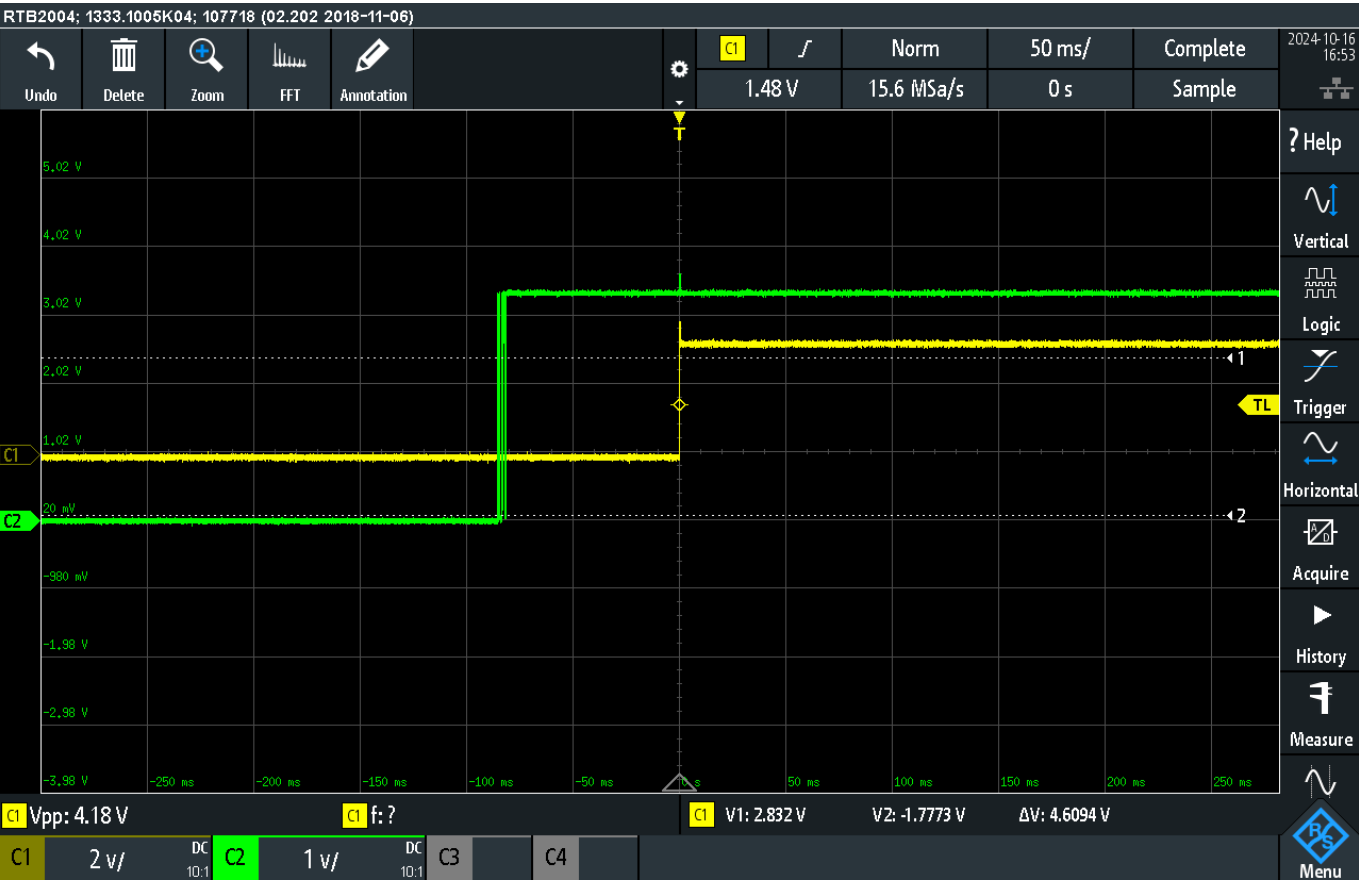 RTB2004; 1333.1005K04; 107718 (02.202 2018-11-06)
Undo Delete Zoom FFT Annotation
C1 Norm 50 ms/ Complete
1.48 V 15.6 MSa/s 0 s Sample
2024-10-16
16:53
T
? Help
Vertical
Logic
Trigger
Horizontal
Acquire
History
Measure
Menu
5.02 V
4.02 V
3.02 V
2.02 V
1.02 V
20 mV
-980 mV
-1.98 V
-2.98 V
-3.98 V
C1
C2
1
TL
2
-250 ms -200 ms -150 ms -100 ms -50 ms 0 s 50 ms 100 ms 150 ms 200 ms 250 ms
C1 Vpp: 4.18 V C1 f: ? C1 V1: 2.832 V V2: -1.7773 V ΔV: 4.6094 V
C1 2 V/ DC 10:1 C2 1 V/ DC 10:1 C3 C4
R&S